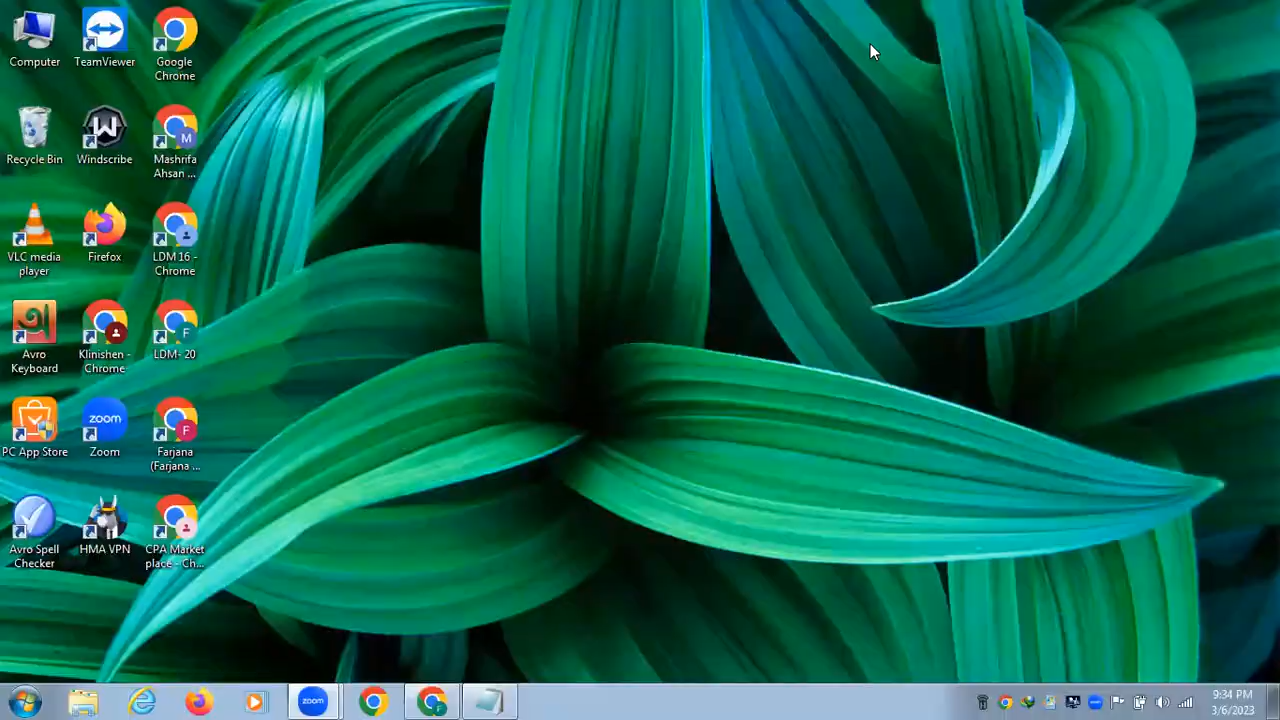 Computer
TeamViewer
Google
Chrome
Recycle Bin
Windscribe
M
Mashrifa
Ahsan ...
VLC media
player
Firefox
LDM 16 -
Chrome
Avro
Keyboard
Klinishen -
Chrome
F
LDM- 20
PC App Store
zoom
Zoom
F
Farjana
(Farjana ...
Avro Spell
Checker
HMA VPN
CPA Market
place - Ch...
zoom
F
9:34 PM
3/6/2023